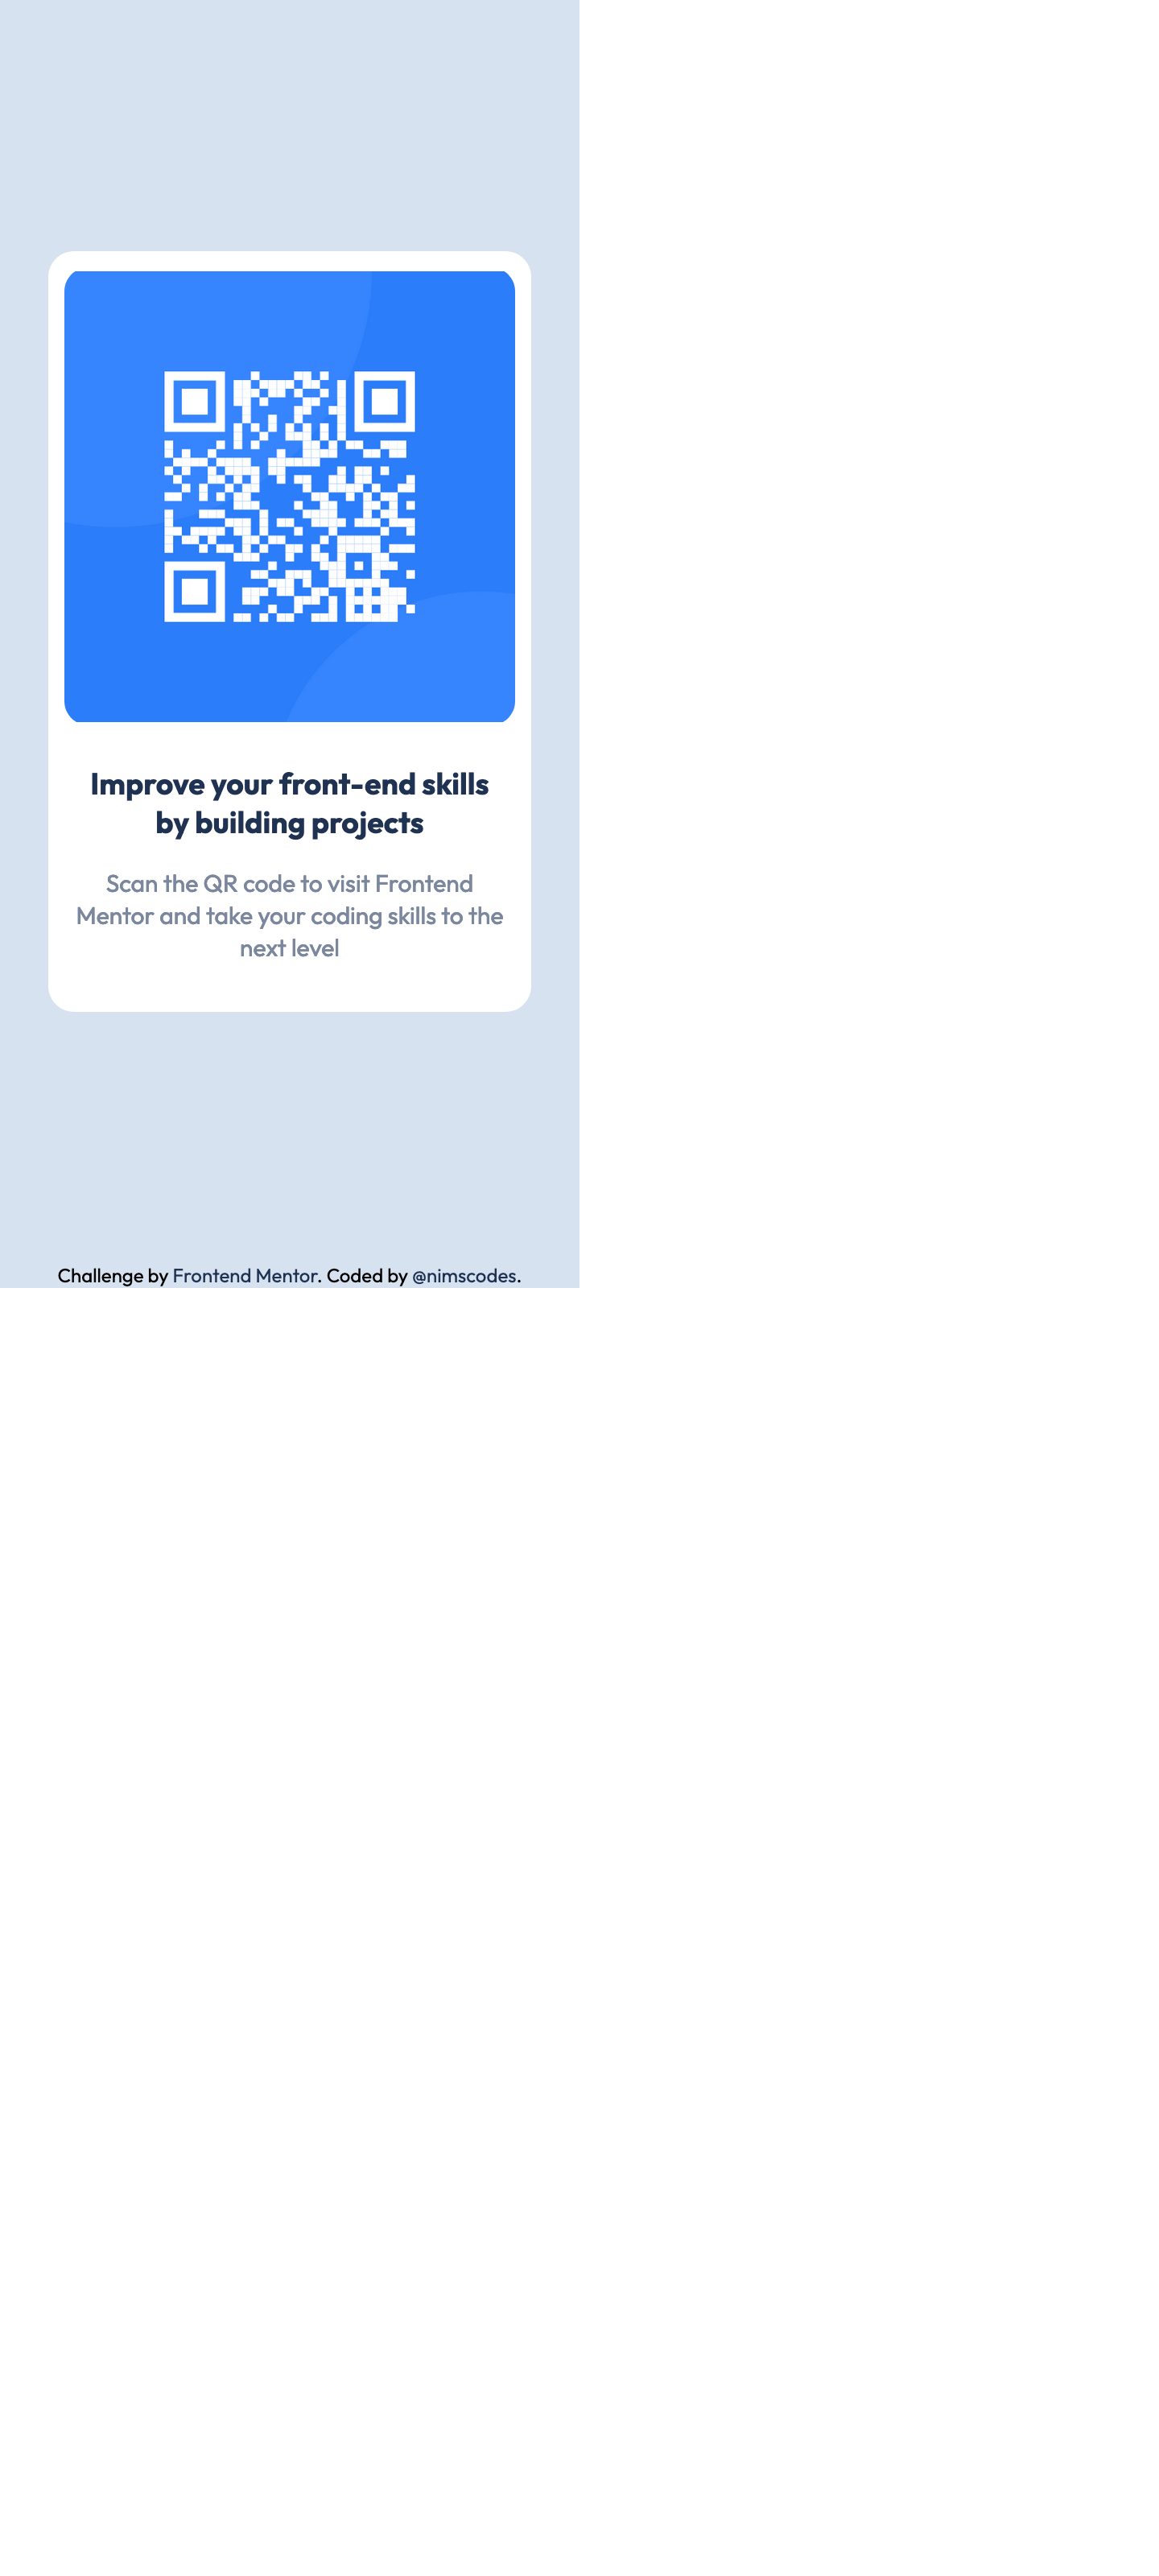 Improve your front-end skills
by building projects
Scan the QR code to visit Frontend
Mentor and take your coding skills to the
next level
Challenge by Frontend Mentor. Coded by @nimscodes.